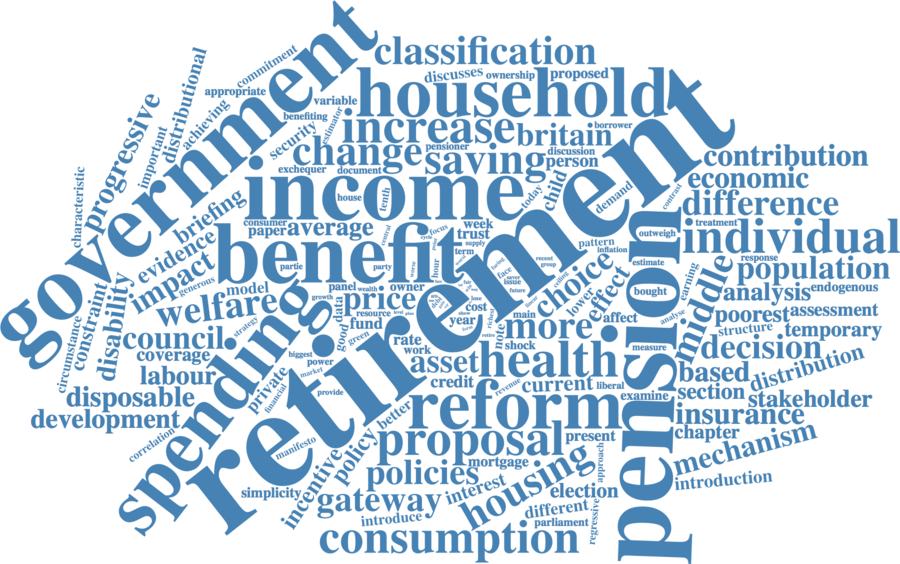 government
retirement
classification
commitment
discusses
ownership
proposed
appropriate
household
variable
distributional
achieving
progressive
important
characteristic
benefiting
estimator
increase
britain
borrower
security
change
pensioner
saving
discussion
person
exchequer
document
contribution
economic
income
house
tenth
today
child
demand
contrast
difference
briefing
consumer
paper
average
week
trust
focus
central
evidence
benefit
term
supply
pattern
inflation
pension
outweigh
treatment
individual
impact
generous
partie
party
hour
recent
group
choice
estimate
response
population
endogenous
constraint
disability
circumstance
welfare
model
panel
wealth
owner
growth
data
price
face
issue
future
effect
lower
bought
earning
middle
analysis
assessment
council
strategy
resource
fund
good
green
cost
year
main
more
affect
analyse
poorest
structure
temporary
coverage
spending
biggest
power
rate
work
note
shock
measure
decision
labour
private
financial
market
provide
asset
health
credit
revenue
current
liberal
based
distribution
disposable
development
reform
examine
section
stakeholder
insurance
correlation
manifesto
policy
better
proposal
present
chapter
mechanism
incentive
policies
mortgage
approach
introduction
simplicity
gateway
interest
housing
election
introduce
different
parliament
regressive
consumption